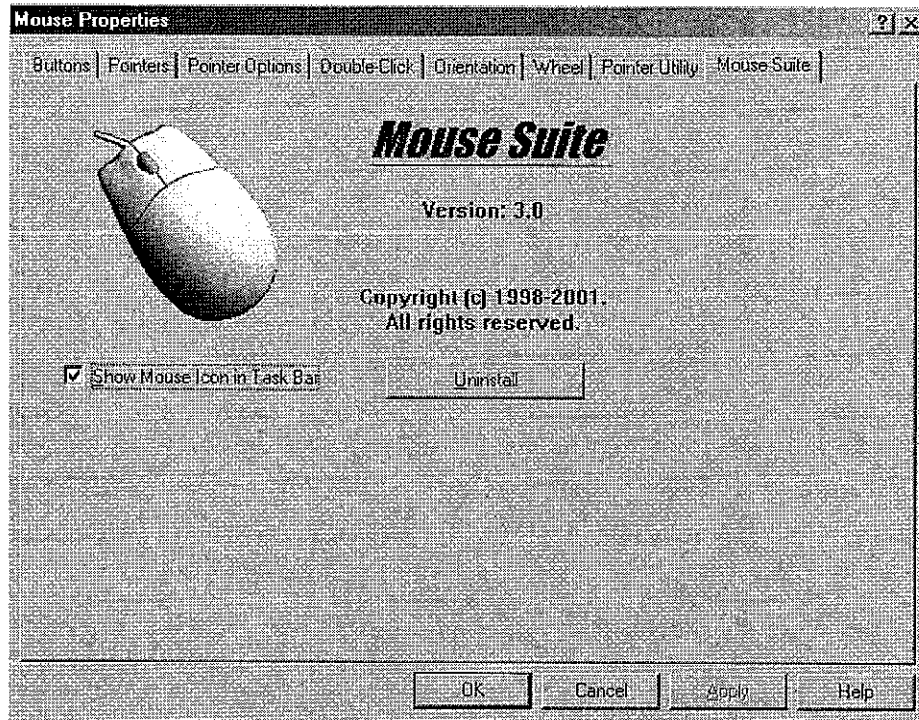 Mouse Properties
Buttons Pointers Pointer Options Double-Click Orientation Wheel Pointer Utility Mouse Suite
Mouse Suite
Version: 3.0
Copyright (c) 1998-2001.
All rights reserved.
Show Mouse Icon in Task Bar
Uninstall
OK Cancel Apply Help